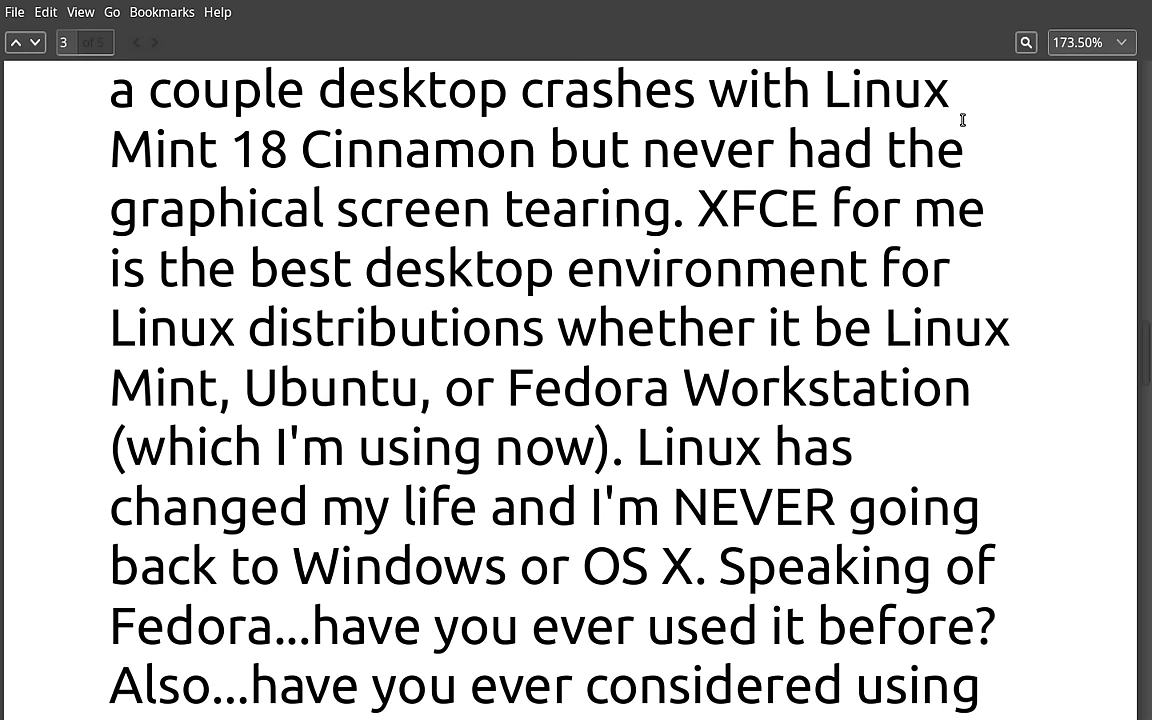 File Edit View Go Bookmarks Help
3 of 5 173.50%
a couple desktop crashes with Linux
Mint 18 Cinnamon but never had the
graphical screen tearing. XFCE for me
is the best desktop environment for
Linux distributions whether it be Linux
Mint, Ubuntu, or Fedora Workstation
(which I'm using now). Linux has
changed my life and I'm NEVER going
back to Windows or OS X. Speaking of
Fedora...have you ever used it before?
Also...have you ever considered using